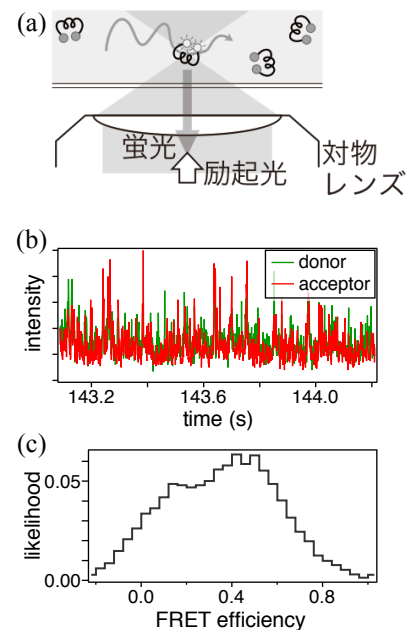 (a)
蛍光
励起光
対物
レンズ
(b)
donor
acceptor
intensity
143.2
143.6
144.0
time (s)
(c)
likelihood
0.05
0.00
0.0
0.4
0.8
FRET efficiency